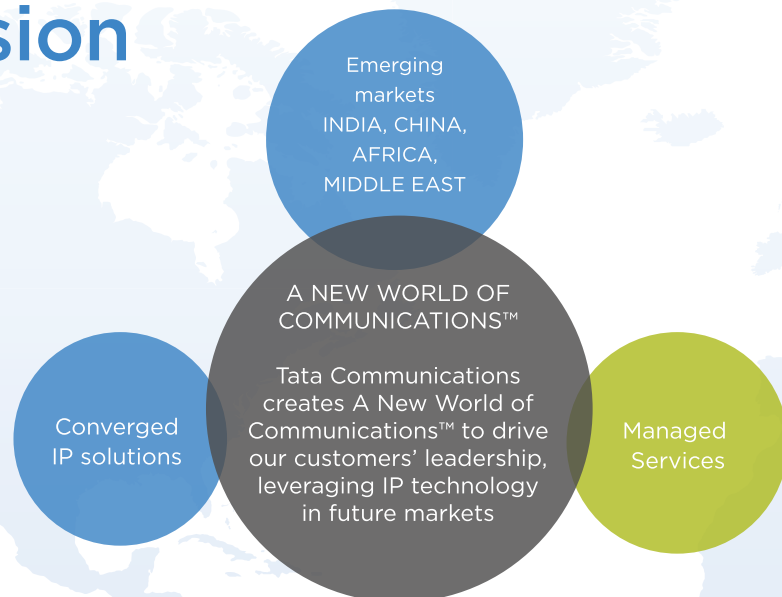 sion
Emerging
markets
INDIA, CHINA,
AFRICA,
MIDDLE EAST
A NEW WORLD OF
COMMUNICATIONS™
Tata Communications
creates A New World of
Communications™ to drive
our customers’ leadership,
leveraging IP technology
in future markets
Converged
IP solutions
Managed
Services